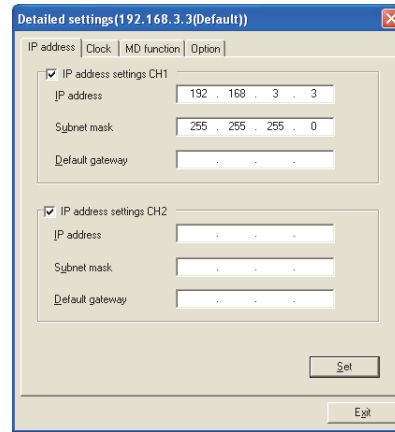 Detailed settings(192.168.3.3(Default))
IP address Clock MD function Option
IP address settings CH1
IP address 192 . 168 . 3 . 3
Subnet mask 255 . 255 . 255 . 0
Default gateway . . .
IP address settings CH2
IP address . . .
Subnet mask . . .
Default gateway . . .
Set
Exit